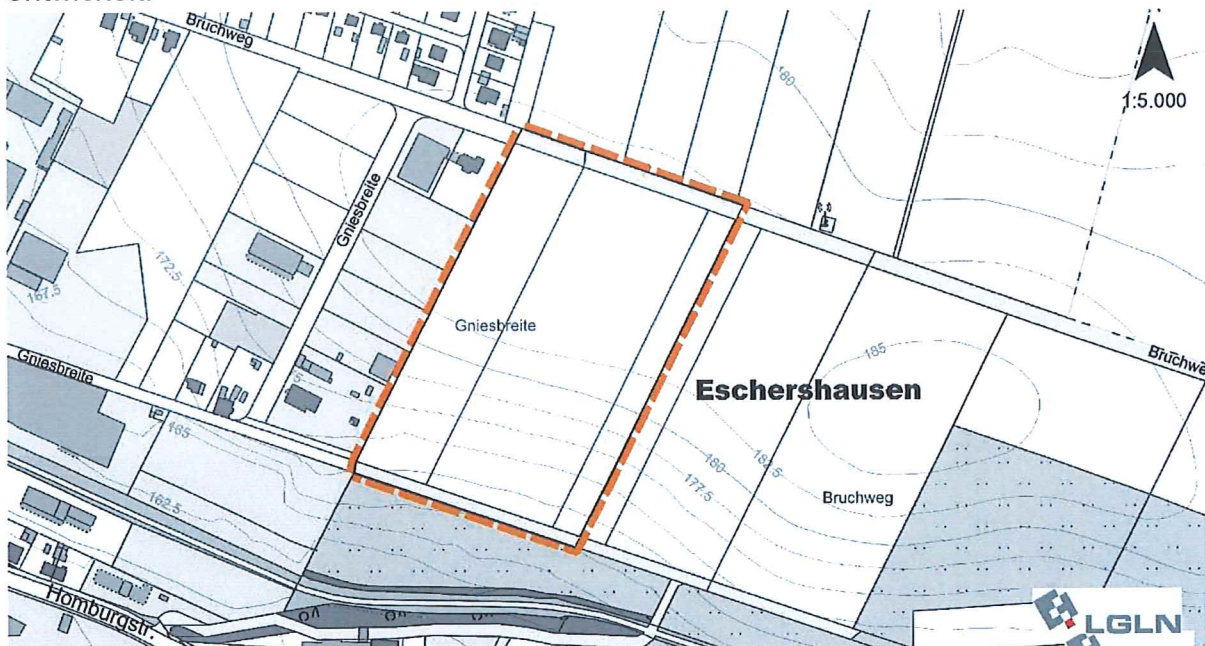 Bruchweg
180
1:5.000
Gniesbreite
172.5
167.5
Gniesbreite
185
Bruchwe
Gniesbreite
Eschershausen
165
180
182.5
177.5
Bruchweg
162.5
Homburgstr.
LGLN